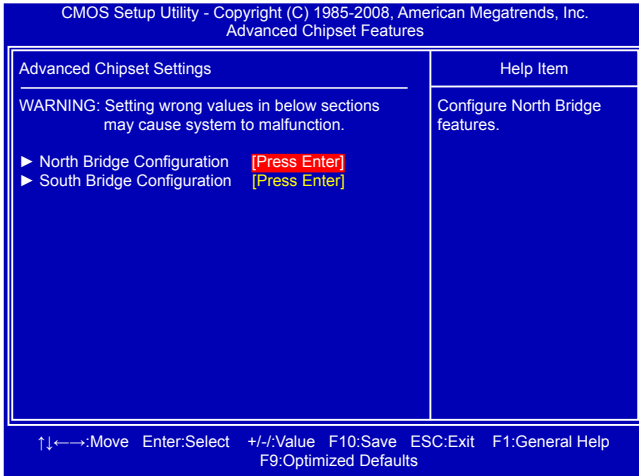 CMOS Setup Utility - Copyright (C) 1985-2008, American Megatrends, Inc.
Advanced Chipset Features
Advanced Chipset Settings
Help Item
WARNING: Setting wrong values in below sections
may cause system to malfunction.
► North Bridge Configuration [Press Enter]
► South Bridge Configuration [Press Enter]
Configure North Bridge
features.
↑↓←→:Move Enter:Select +/-/:Value F10:Save ESC:Exit F1:General Help
F9:Optimized Defaults